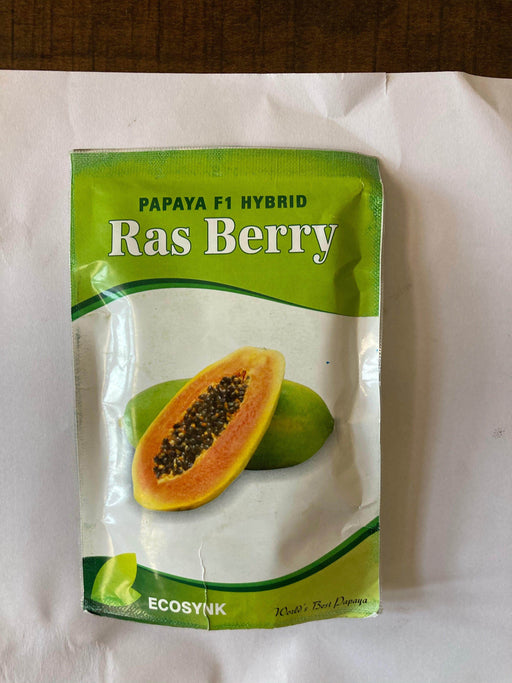 PAPAYA F1 HYBRID
Ras Berry
ECOSYNK
World's Best Papaya